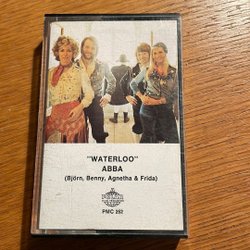 "WATERLOO"
ABBA
(Björn, Benny, Agnetha & Frida)
PMC 252